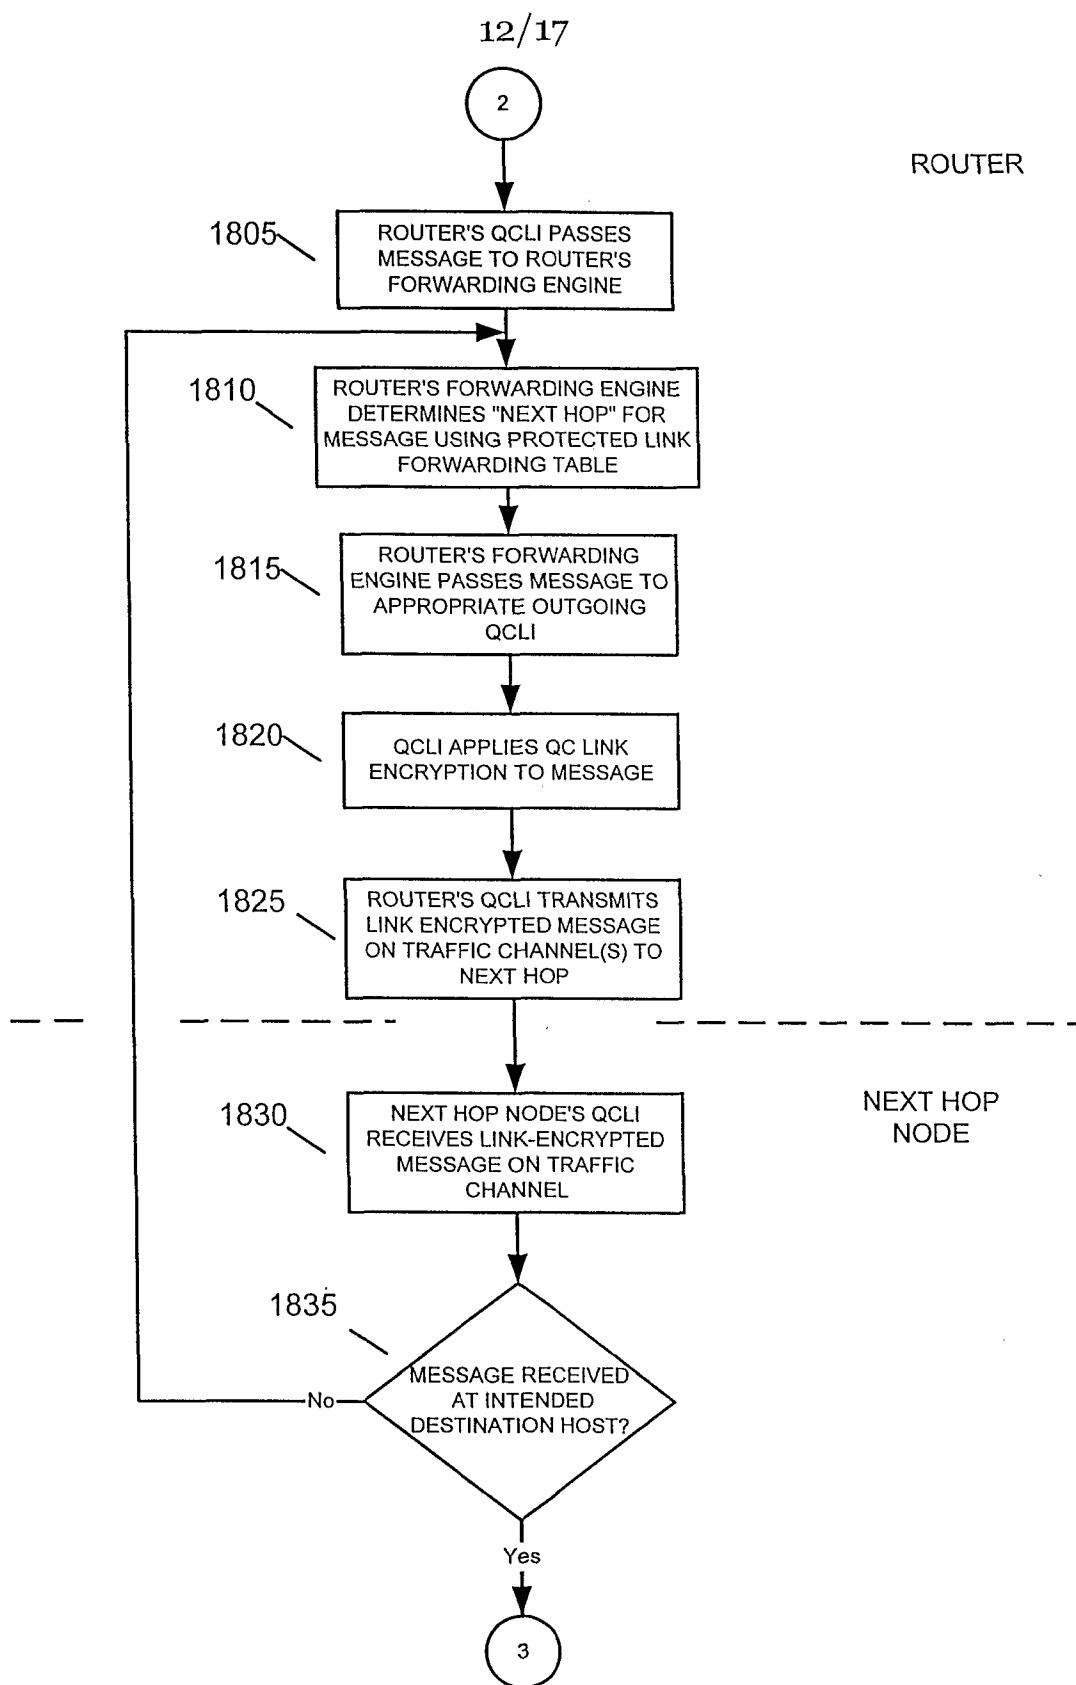 12/17
2
ROUTER
1805
ROUTER'S QCLI PASSES
MESSAGE TO ROUTER'S
FORWARDING ENGINE
1810
ROUTER'S FORWARDING ENGINE
DETERMINES "NEXT HOP" FOR
MESSAGE USING PROTECTED LINK
FORWARDING TABLE
1815
ROUTER'S FORWARDING
ENGINE PASSES MESSAGE TO
APPROPRIATE OUTGOING
QCLI
1820
QCLI APPLIES QC LINK
ENCRYPTION TO MESSAGE
1825
ROUTER'S QCLI TRANSMITS
LINK ENCRYPTED MESSAGE
ON TRAFFIC CHANNEL(S) TO
NEXT HOP
1830
NEXT HOP NODE'S QCLI
RECEIVES LINK-ENCRYPTED
MESSAGE ON TRAFFIC
CHANNEL
NEXT HOP
NODE
1835
MESSAGE RECEIVED
AT INTENDED
DESTINATION HOST?
No
Yes
3